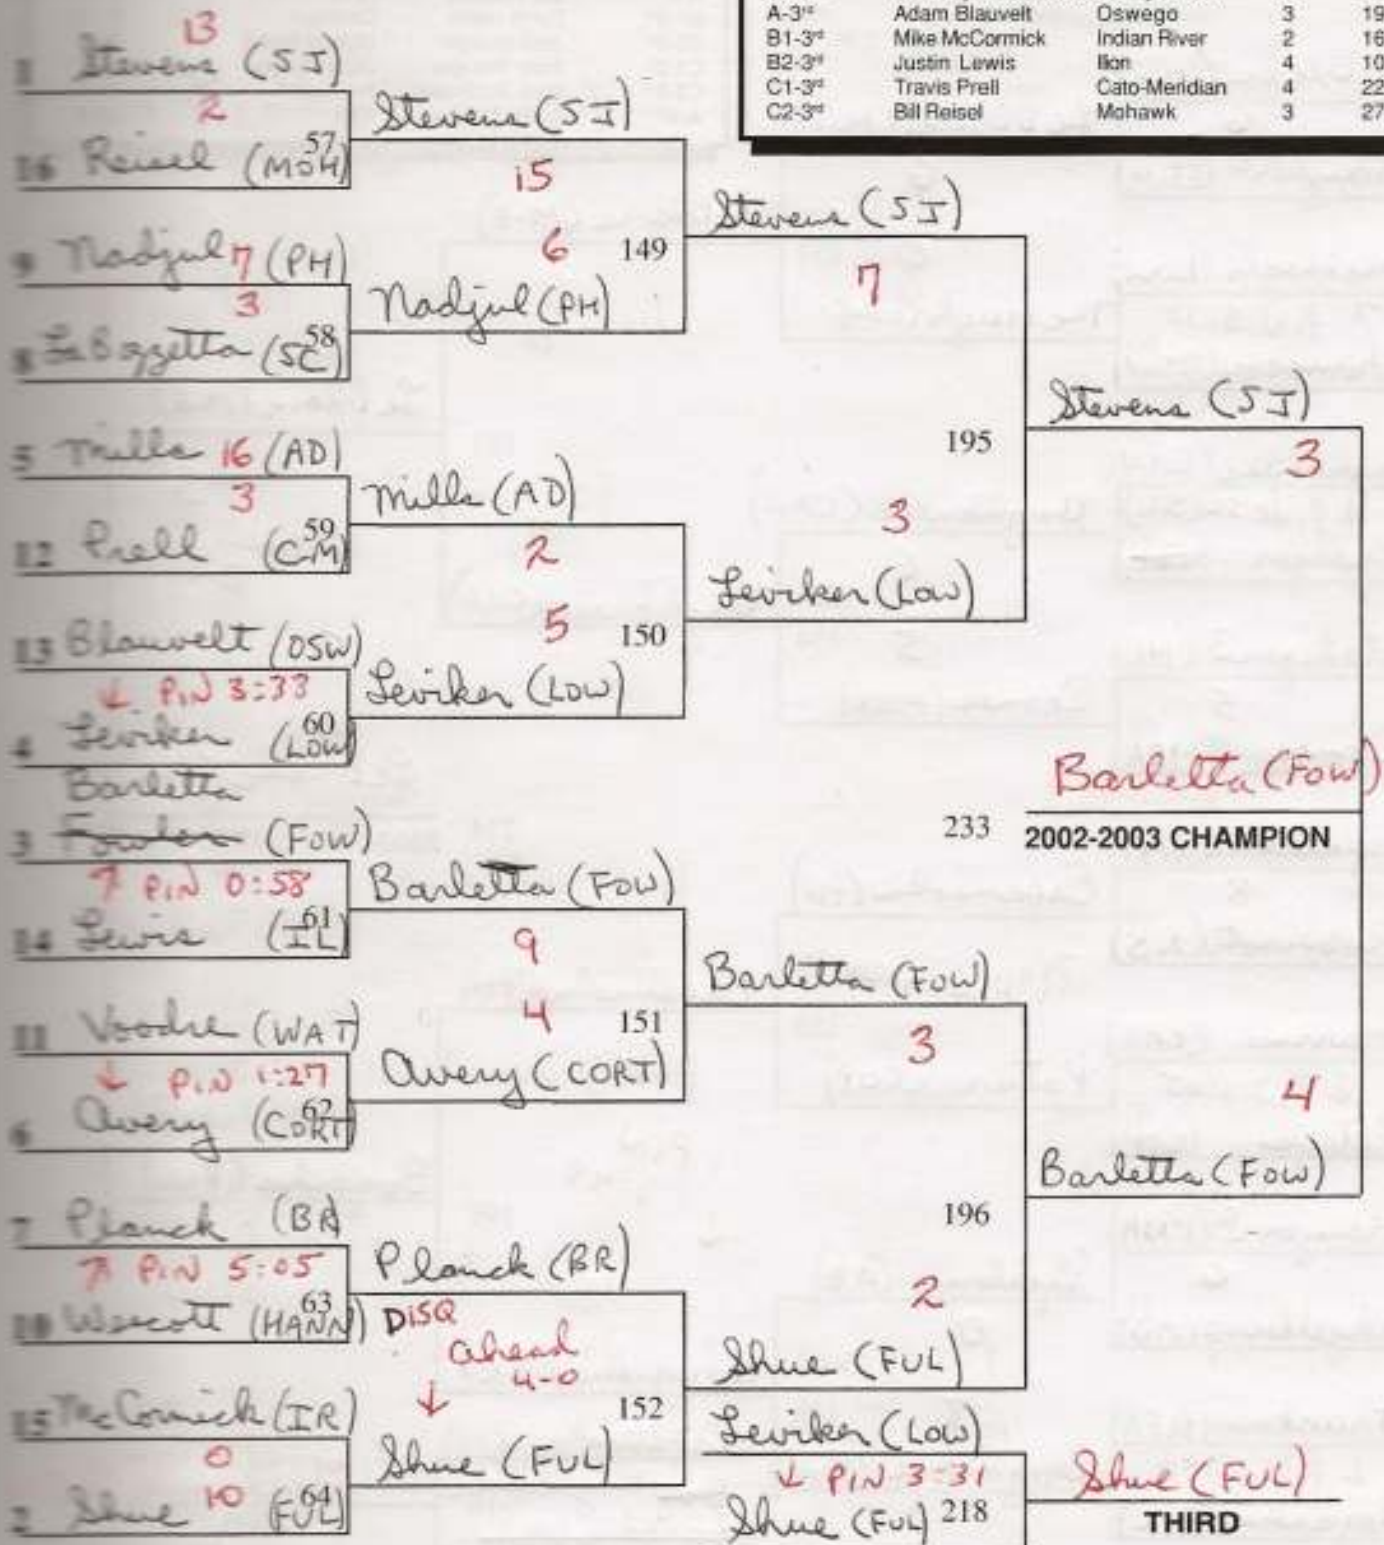 A-3rd Adam Blauvelt Oswego 3 19
B1-3rd Mike McCormick Indian River 2 16
B2-3rd Justin Lewis Ilion 4 10
C1-3rd Travis Prell Cato-Meridian 4 22
C2-3rd Bill Reisel Mohawk 3 27
13
1 Stevens (SJ)
2
16 Reisel (MOH) 57
Stevens (SJ)
15
9 Nadjul 7 (PH)
3
8 LaBozzetta (SC) 58
6 149
Nadjul (PH)
Stevens (SJ)
7
5 Mills 16 (AD)
3
12 Prell (CM) 59
Mills (AD)
2
13 Blauvelt (OSW)
↓ PIN 3:33
4 Leviker (LOW) 60
5 150
Leviker (LOW)
3
Leviker (Low)
195
Stevens (SJ)
3
Barletta
3 Fowler (FOW)
↑ PIN 0:58
14 Lewis (IL) 61
Barletta (FOW)
9
11 Voodre (WAT)
↓ PIN 1:27
6 Avery (CORT) 62
4 151
Avery (CORT)
Barletta (FOW)
3
7 Planck (BR)
↑ PIN 5:05
10 Wescott (HANN) 63
Planck (BR)
DISQ
ahead
4-0
↓
15 McCormick (IR)
0
2 Shue 10 (FUL) 64
152
Shue (FUL)
2
Shue (FUL)
196
4
Barletta (FOW)
Barletta (FOW)
233 2002-2003 CHAMPION
Leviker (LOW)
↓ PIN 3:31
Shue (FUL) 218
Shue (FUL)
THIRD